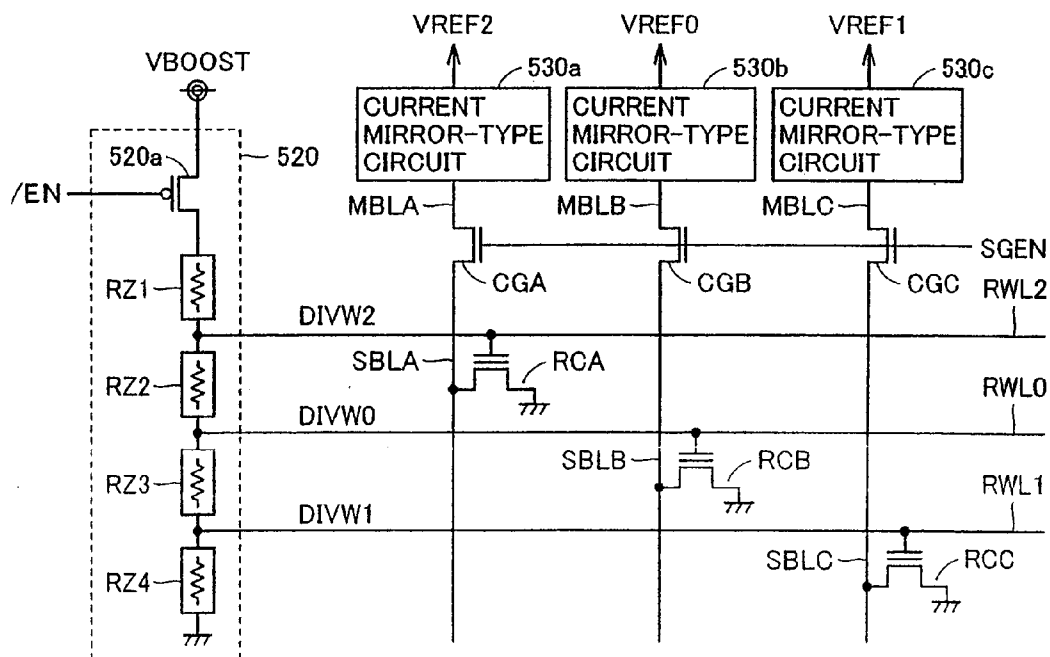 VREF2 VREF0 VREF1
VBOOST
530a 530b 530c
CURRENT MIRROR-TYPE CIRCUIT
CURRENT MIRROR-TYPE CIRCUIT
CURRENT MIRROR-TYPE CIRCUIT
520a
520
/EN
MBLA MBLB MBLC
SGEN
CGA CGB CGC
RZ1
RWL2
DIVW2
SBLA RCA
RZ2
RWL0
DIVW0
SBLB RCB
RZ3
RWL1
DIVW1
SBLC RCC
RZ4